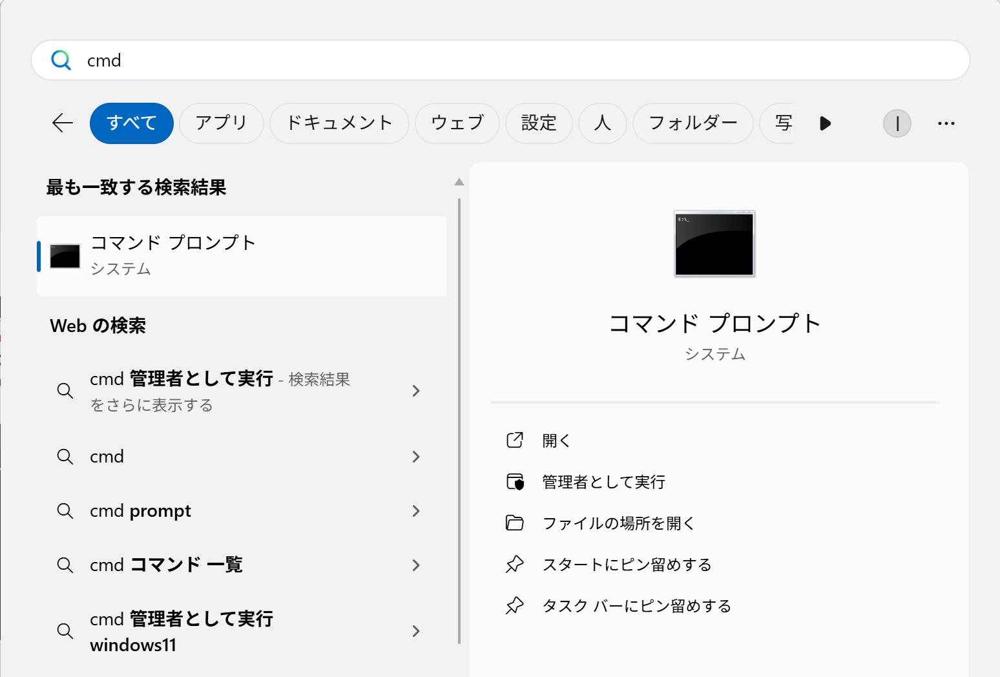 cmd
すべて アプリ ドキュメント ウェブ 設定 人 フォルダー 写 I
最も一致する検索結果
コマンド プロンプト
システム
Web の検索
cmd 管理者として実行 - 検索結果
をさらに表示する
cmd
cmd prompt
cmd コマンド 一覧
cmd 管理者として実行
windows11
C:\_
コマンド プロンプト
システム
開く
管理者として実行
ファイルの場所を開く
スタートにピン留めする
タスク バーにピン留めする